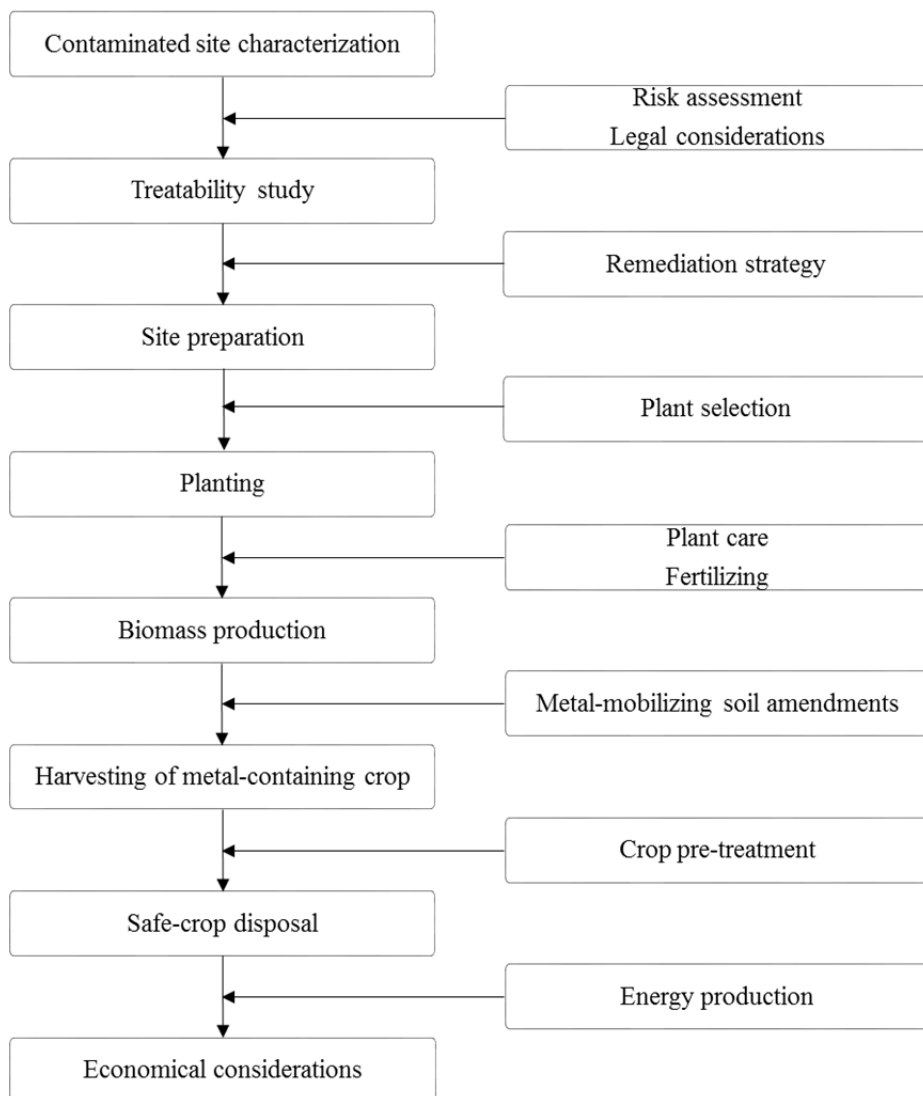 Contaminated site characterization
Risk assessment
Legal considerations
Treatability study
Remediation strategy
Site preparation
Plant selection
Planting
Plant care
Fertilizing
Biomass production
Metal-mobilizing soil amendments
Harvesting of metal-containing crop
Crop pre-treatment
Safe-crop disposal
Energy production
Economical considerations